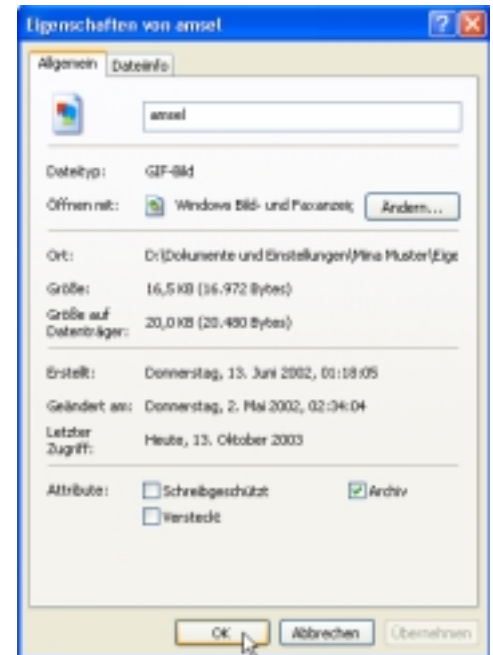 Eigenschaften von amsel
Allgemein Dateiinfo
amsel
Dateityp: GIF-Bild
Öffnen mit: Windows Bild- und Faxanzeig Ändern...
Ort: D:\Dokumente und Einstellungen\Mina Muster\Eige
Größe: 16,5 KB (16.972 Bytes)
Größe auf
Datenträger: 20,0 KB (20.480 Bytes)
Erstellt: Donnerstag, 13. Juni 2002, 01:18:05
Geändert am: Donnerstag, 2. Mai 2002, 02:34:04
Letzter
Zugriff: Heute, 13. Oktober 2003
Attribute: Schreibgeschützt Archiv
Versteckt
OK Abbrechen Übernehmen